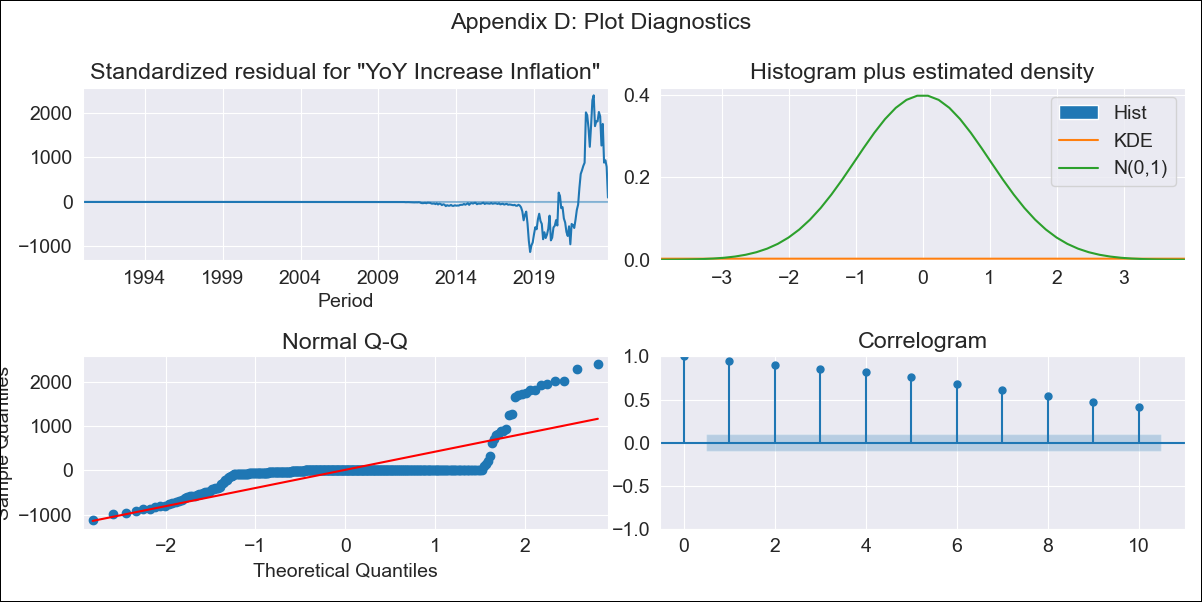 Appendix D: Plot Diagnostics
Standardized residual for "YoY Increase Inflation"
2000
1000
0
−1000
1994 1999 2004 2009 2014 2019
Period
Histogram plus estimated density
0.4
0.2
0.0
−3 −2 −1 0 1 2 3
Hist
KDE
N(0,1)
Normal Q-Q
Sample Quantiles
2000
1000
0
−1000
−2 −1 0 1 2
Theoretical Quantiles
Correlogram
1.0
0.5
0.0
−0.5
−1.0
0 2 4 6 8 10